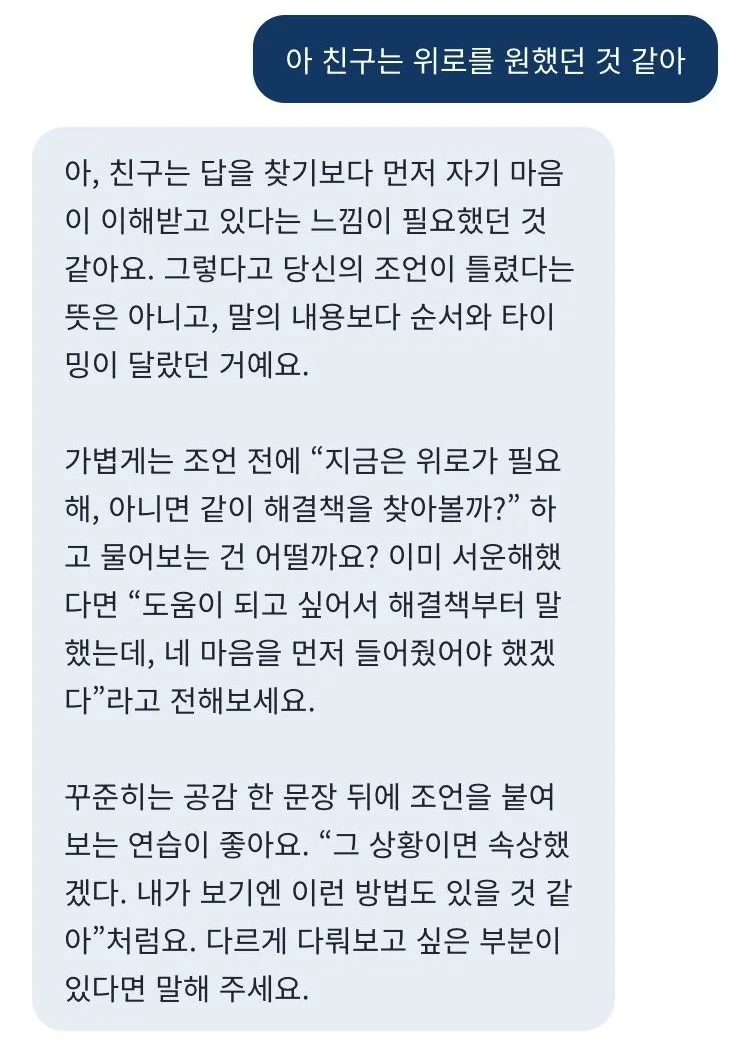 아 친구는 위로를 원했던 것 같아
아, 친구는 답을 찾기보다 먼저 자기 마음
이 이해받고 있다는 느낌이 필요했던 것
같아요. 그렇다고 당신의 조언이 틀렸다는
뜻은 아니고, 말의 내용보다 순서와 타이
밍이 달랐던 거예요.
가볍게는 조언 전에 “지금은 위로가 필요
해, 아니면 같이 해결책을 찾아볼까?” 하
고 물어보는 건 어떨까요? 이미 서운해했
다면 “도움이 되고 싶어서 해결책부터 말
했는데, 네 마음을 먼저 들어줬어야 했겠
다”라고 전해보세요.
꾸준히는 공감 한 문장 뒤에 조언을 붙여
보는 연습이 좋아요. “그 상황이면 속상했
겠다. 내가 보기엔 이런 방법도 있을 것 같
아”처럼요. 다르게 다뤄보고 싶은 부분이
있다면 말해 주세요.